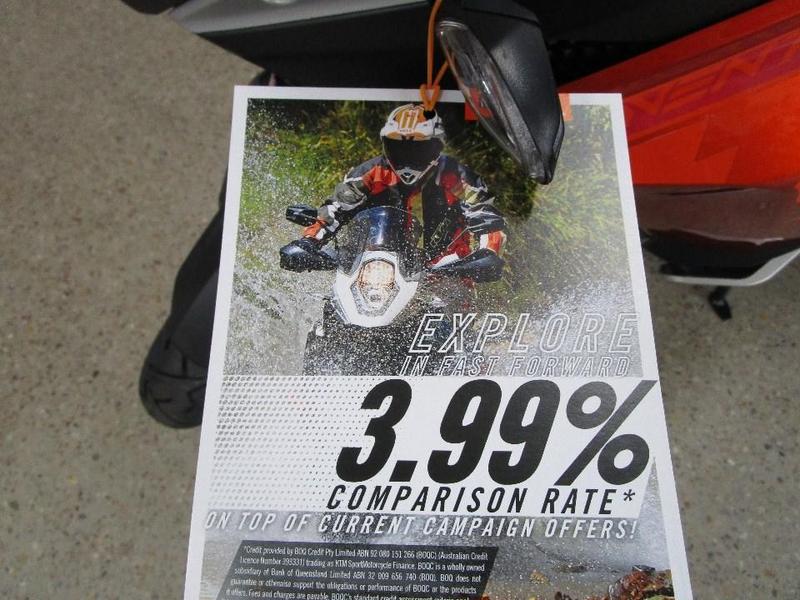 EXPLORE
IN FAST FORWARD
3.99%
COMPARISON RATE*
ON TOP OF CURRENT CAMPAIGN OFFERS!
*Credit provided by BOQ Credit Pty Limited ABN 92 080 151 266 (BOQC) (Australian Credit
Licence Number 393331) trading as KTM SportMotorcycle Finance. BOQC is a wholly owned
subsidiary of Bank of Queensland Limited ABN 32 009 656 740 (BOQ). BOQ does not
guarantee or otherwise support the obligations or performance of BOQC or the products
it offers. Fees and charges are payable. BOQC's standard credit assessment